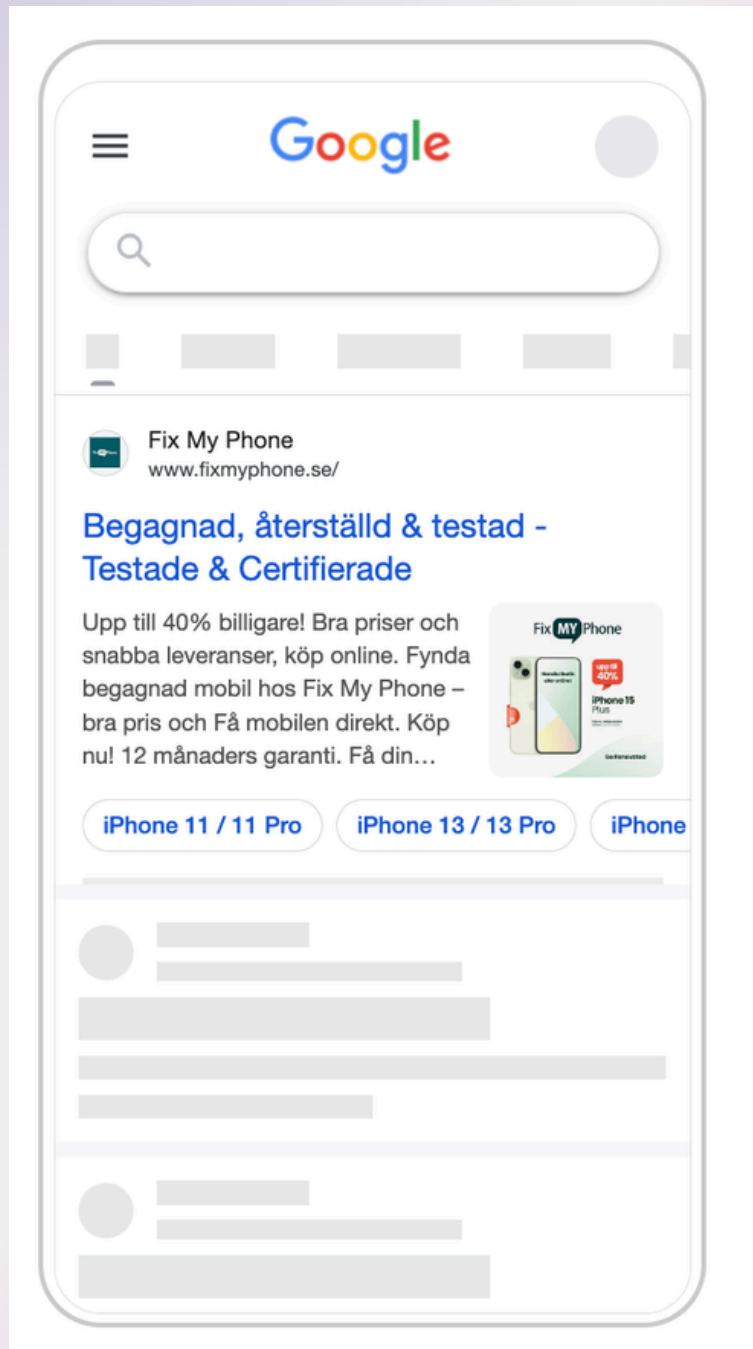 Google
Fix My Phone
www.fixmyphone.se/
Begagnad, återställd & testad -
Testade & Certifierade
Upp till 40% billigare! Bra priser och
snabba leveranser, köp online. Fynda
begagnad mobil hos Fix My Phone –
bra pris och Få mobilen direkt. Köp
nu! 12 månaders garanti. Få din...
Fix MY Phone
upp till
40%
iPhone 15
Plus
iPhone 11 / 11 Pro
iPhone 13 / 13 Pro
iPhone